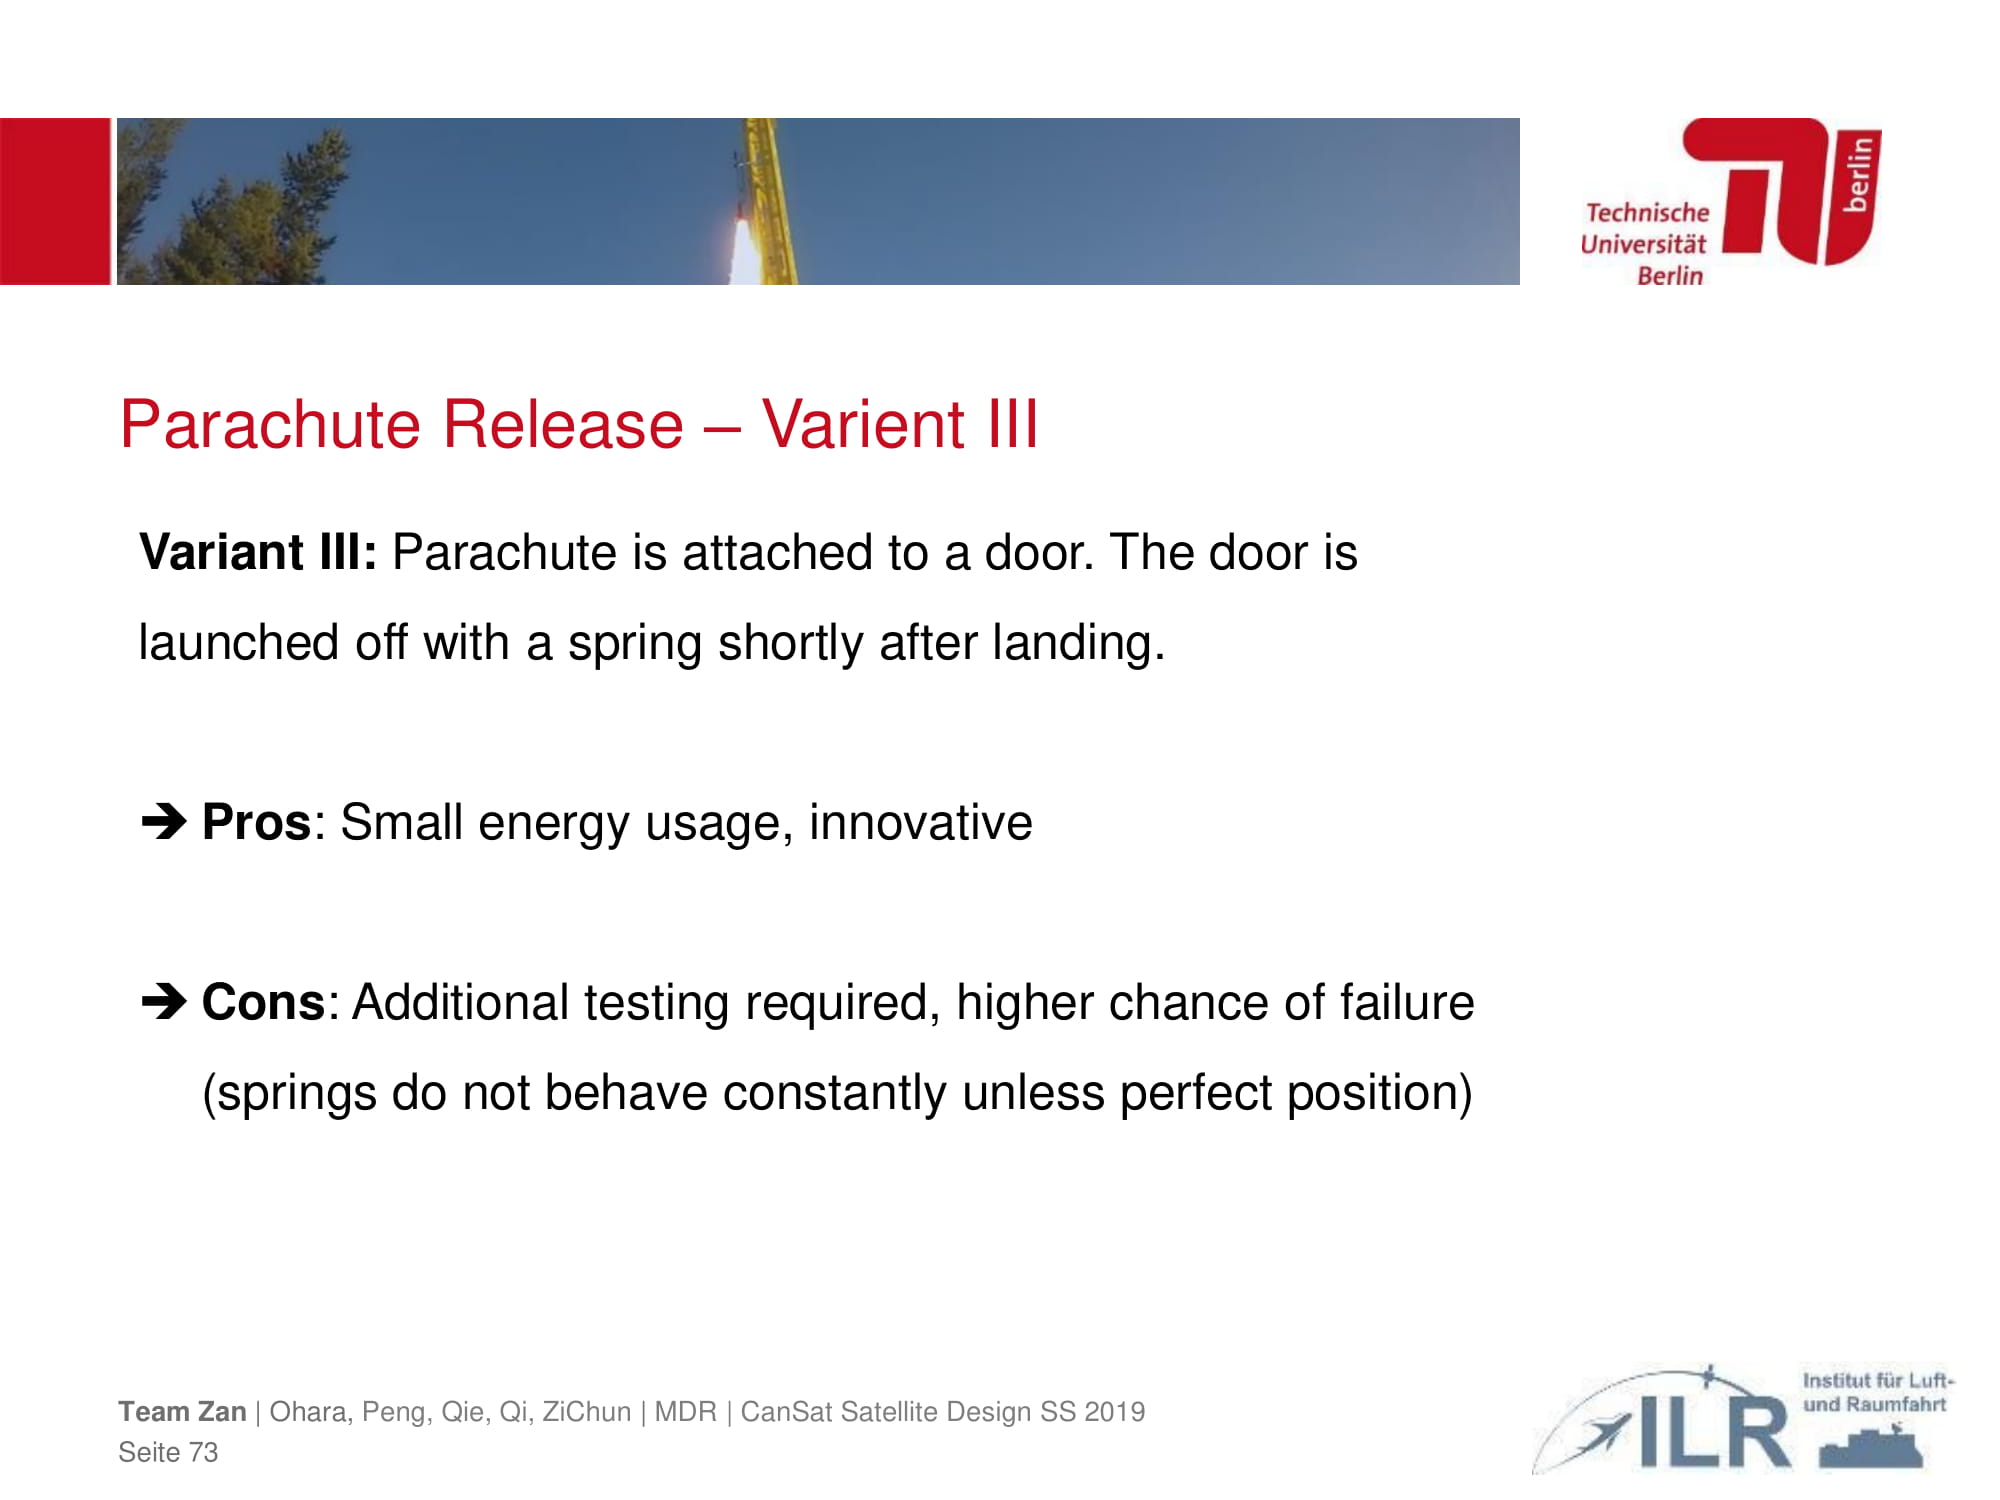 berlin
Technische
Universität
Berlin
Parachute Release – Varient III
Variant III: Parachute is attached to a door. The door is
launched off with a spring shortly after landing.
➔ Pros: Small energy usage, innovative
➔ Cons: Additional testing required, higher chance of failure
(springs do not behave constantly unless perfect position)
Team Zan | Ohara, Peng, Qie, Qi, ZiChun | MDR | CanSat Satellite Design SS 2019
Seite 73
ILR
Institut für Luft-
und Raumfahrt